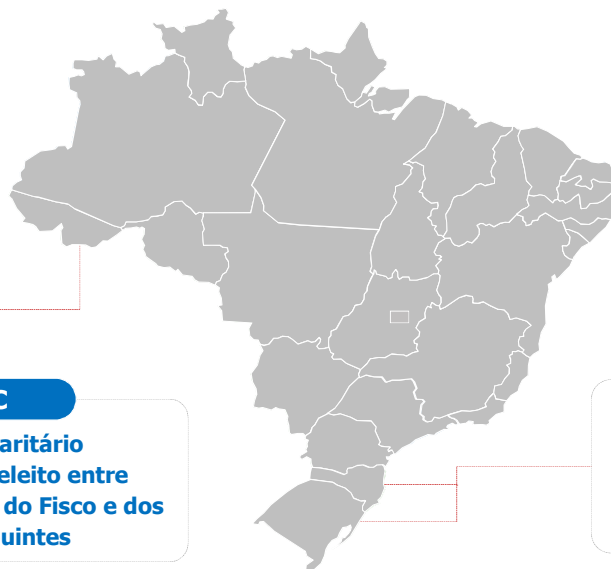 C
aritário
eleito entre
do Fisco e dos
uintes